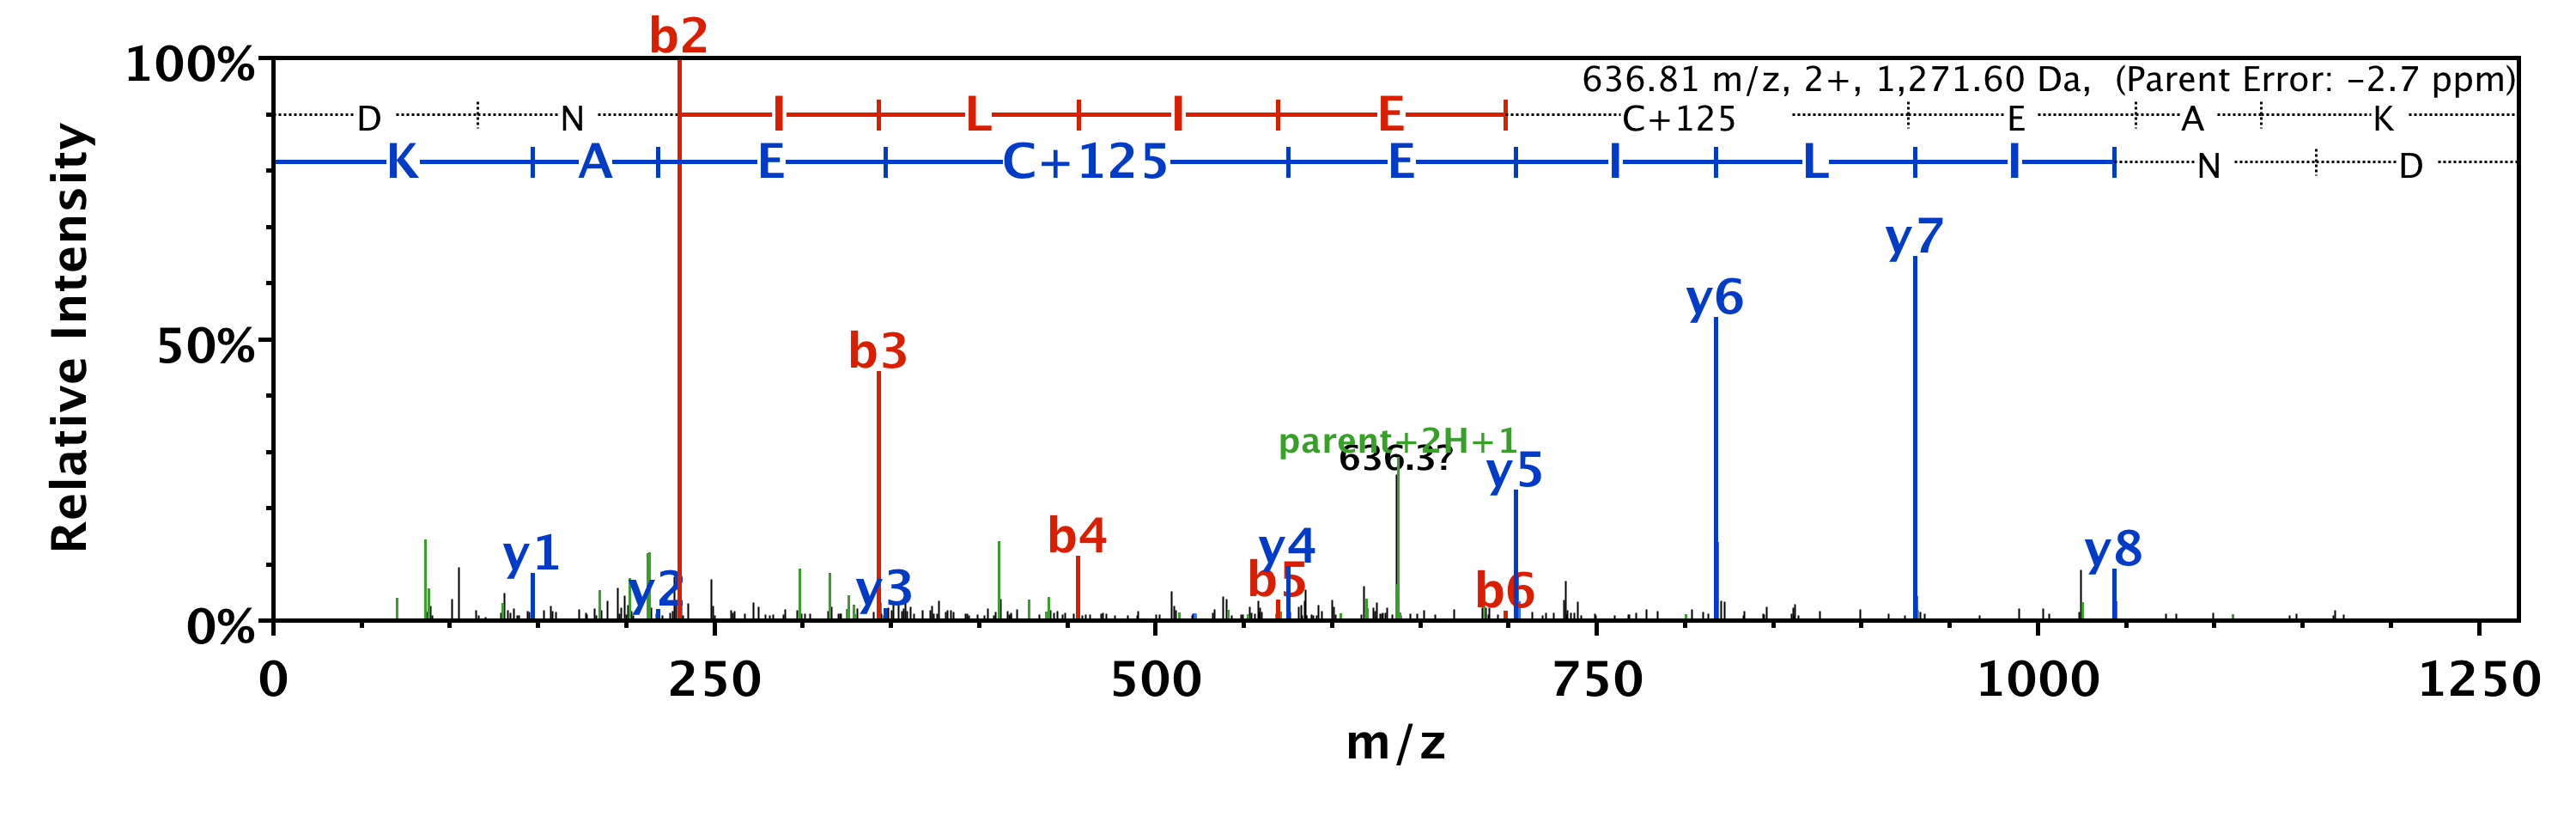 b2
100%
636.81 m/z, 2+, 1,271.60 Da, (Parent Error: −2.7 ppm)
D N I L I E C+125 E A K
K A E C+125 E I L I N D
y7
y6
50%
b3
parent+2H+1
636.3?
y5
b4
y1 y4 y8
b5
y2 y3 b6
0%
0 250 500 750 1000 1250
m/z
Relative Intensity